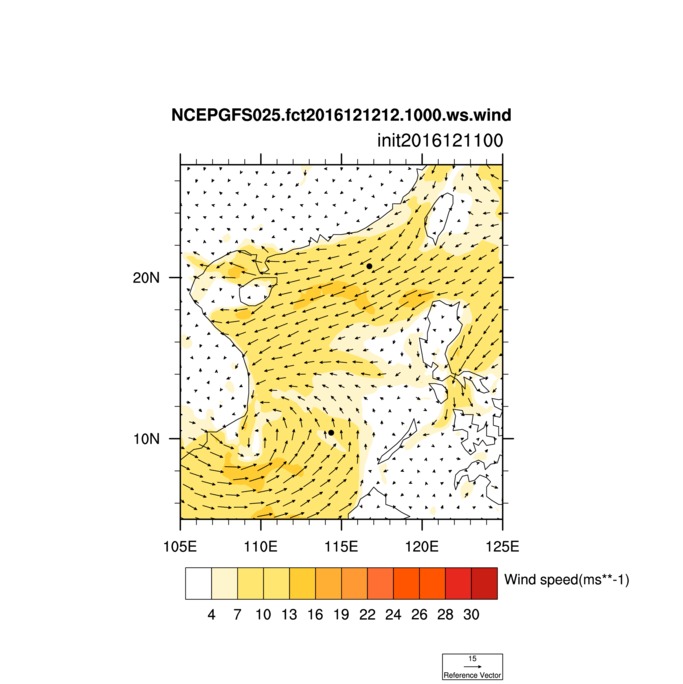 NCEPGFS025.fct2016121212.1000.ws.wind
init2016121100
20N
10N
105E 110E 115E 120E 125E
Wind speed(ms**-1)
4 7 10 13 16 19 22 24 26 28 30
15
Reference Vector